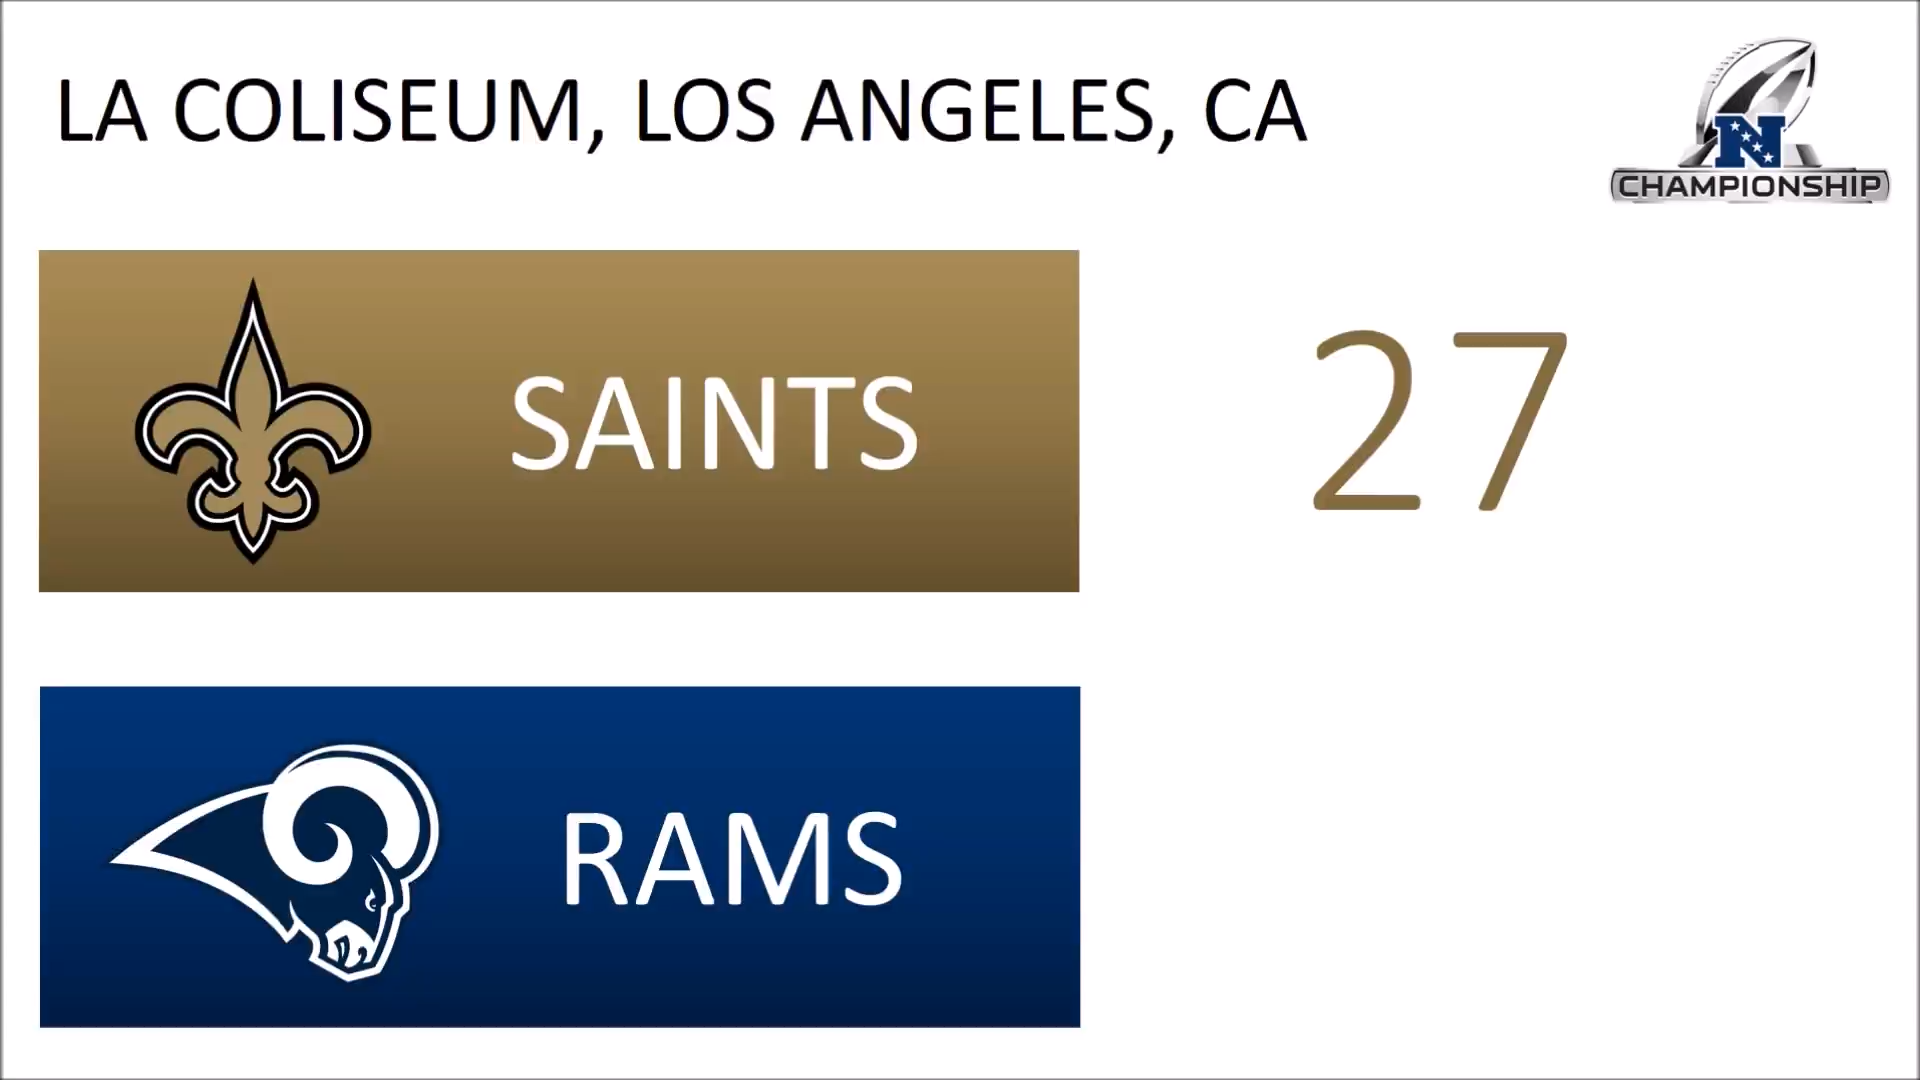 LA COLISEUM, LOS ANGELES, CA
N
CHAMPIONSHIP
SAINTS
27
RAMS